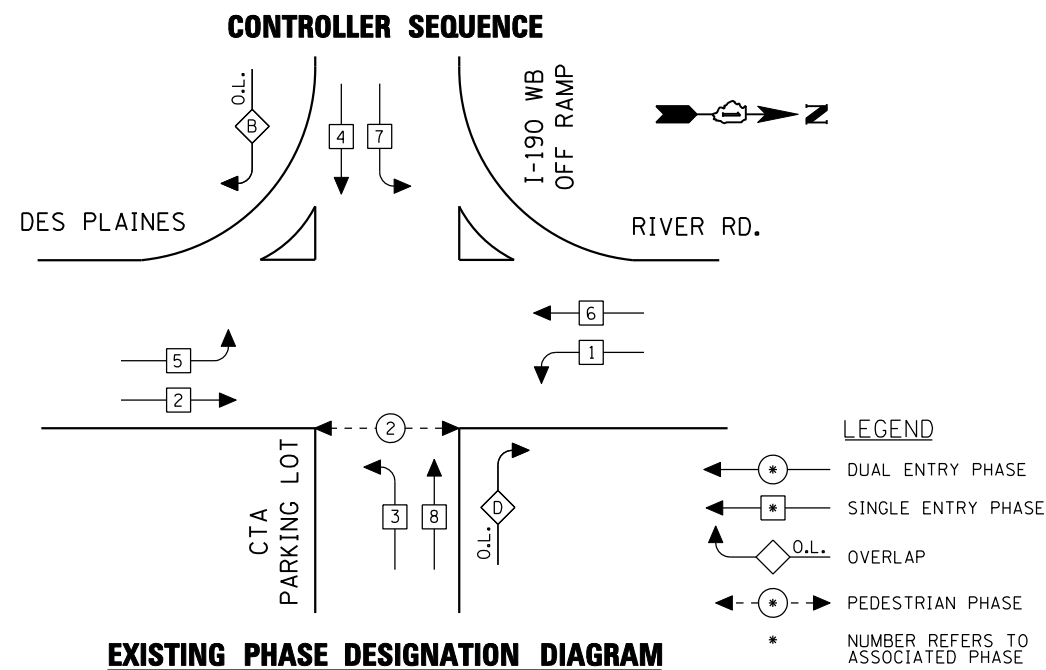 CONTROLLER SEQUENCE
O.L.
B
4
7
I-190 WB
OFF RAMP
1
N
DES PLAINES
RIVER RD.
6
5
1
2
2
CTA
PARKING LOT
3
8
D
O.L.
LEGEND
* DUAL ENTRY PHASE
* SINGLE ENTRY PHASE
O.L. OVERLAP
* PEDESTRIAN PHASE
* NUMBER REFERS TO
ASSOCIATED PHASE
EXISTING PHASE DESIGNATION DIAGRAM